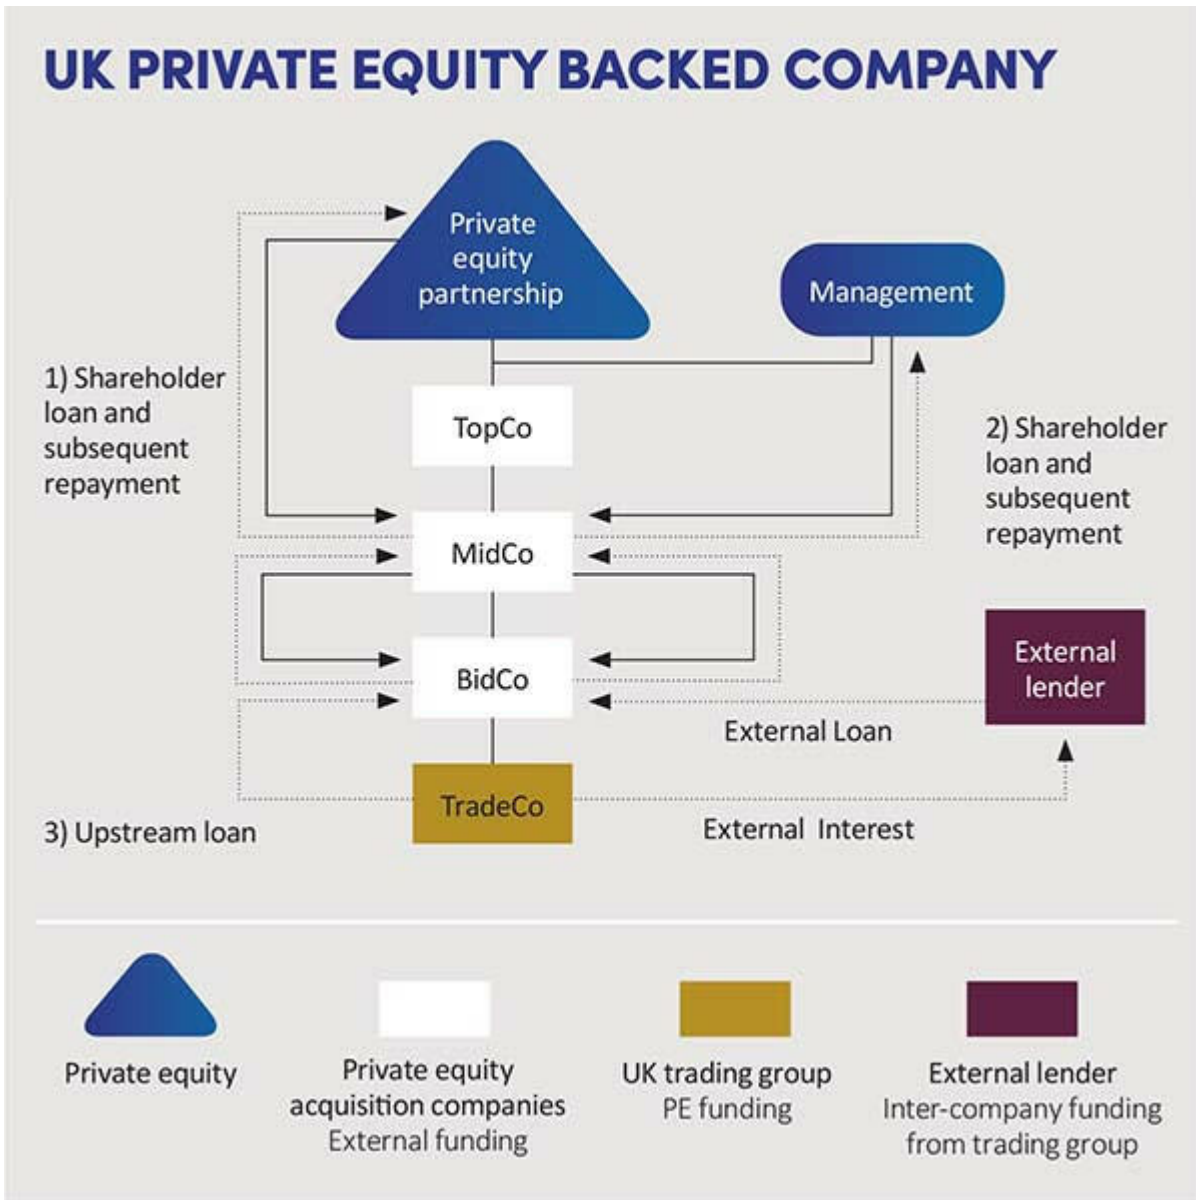 UK PRIVATE EQUITY BACKED COMPANY
Private
equity
partnership
Management
1) Shareholder
loan and
subsequent
repayment
TopCo
2) Shareholder
loan and
subsequent
repayment
MidCo
BidCo
External
lender
External Loan
TradeCo
3) Upstream loan
External Interest
Private equity
Private equity
acquisition companies
External funding
UK trading group
PE funding
External lender
Inter-company funding
from trading group